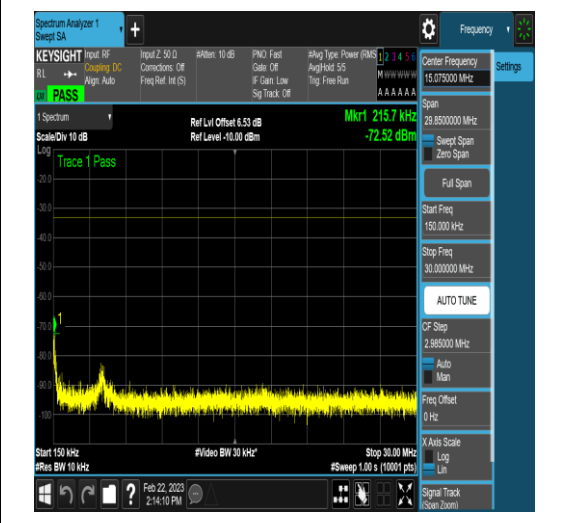 Spectrum Analyzer 1
Swept SA
+
Frequency
KEYSIGHT
RL
PASS
Input: RF
Coupling: DC
Align: Auto
Input Z: 50 Ω
Corrections: Off
Freq Ref: Int (S)
#Atten: 10 dB
PNO: Fast
Gate: Off
IF Gain: Low
Sig Track: Off
#Avg Type: Power (RMS
Avg|Hold: 5/5
Trig: Free Run
1 2 3 4 5 6
M W W W W W
A A A A A A
1 Spectrum
Scale/Div 10 dB
Ref Lvl Offset 6.53 dB
Ref Level -10.00 dBm
Mkr1 215.7 kHz
-72.52 dBm
Log
Trace 1 Pass
-20.0
-30.0
-40.0
-50.0
-60.0
-70.0
-80.0
-90.0
-100
1
Start 150 kHz
#Res BW 10 kHz
#Video BW 30 kHz*
Stop 30.00 MHz
#Sweep 1.00 s (10001 pts)
Center Frequency
15.075000 MHz
Settings
Span
29.8500000 MHz
Swept Span
Zero Span
Full Span
Start Freq
150.000 kHz
Stop Freq
30.000000 MHz
AUTO TUNE
CF Step
2.985000 MHz
Auto
Man
Freq Offset
0 Hz
X Axis Scale
Log
Lin
Signal Track
(Span Zoom)
?
Feb 22, 2023
2:14:10 PM